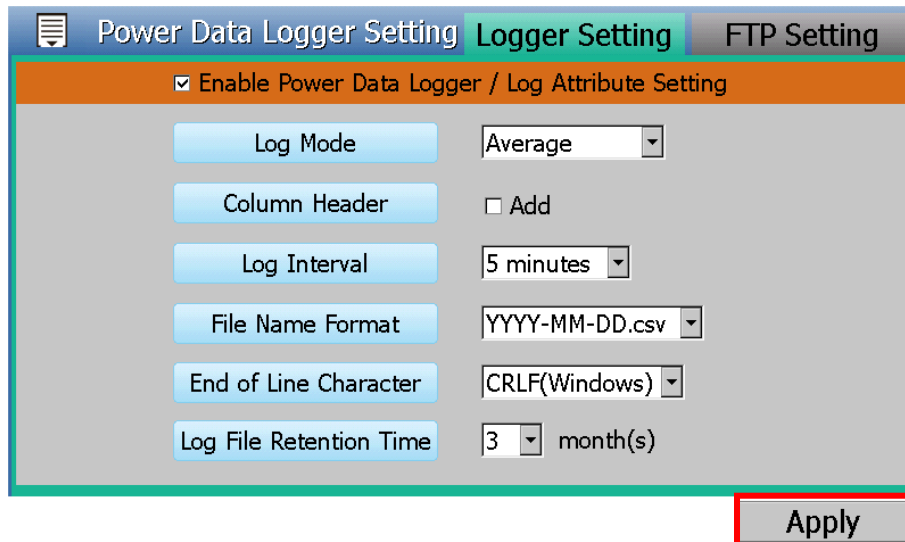 Power Data Logger Setting Logger Setting FTP Setting
Enable Power Data Logger / Log Attribute Setting
Log Mode Average
Column Header Add
Log Interval 5 minutes
File Name Format YYYY-MM-DD.csv
End of Line Character CRLF(Windows)
Log File Retention Time 3 month(s)
Apply